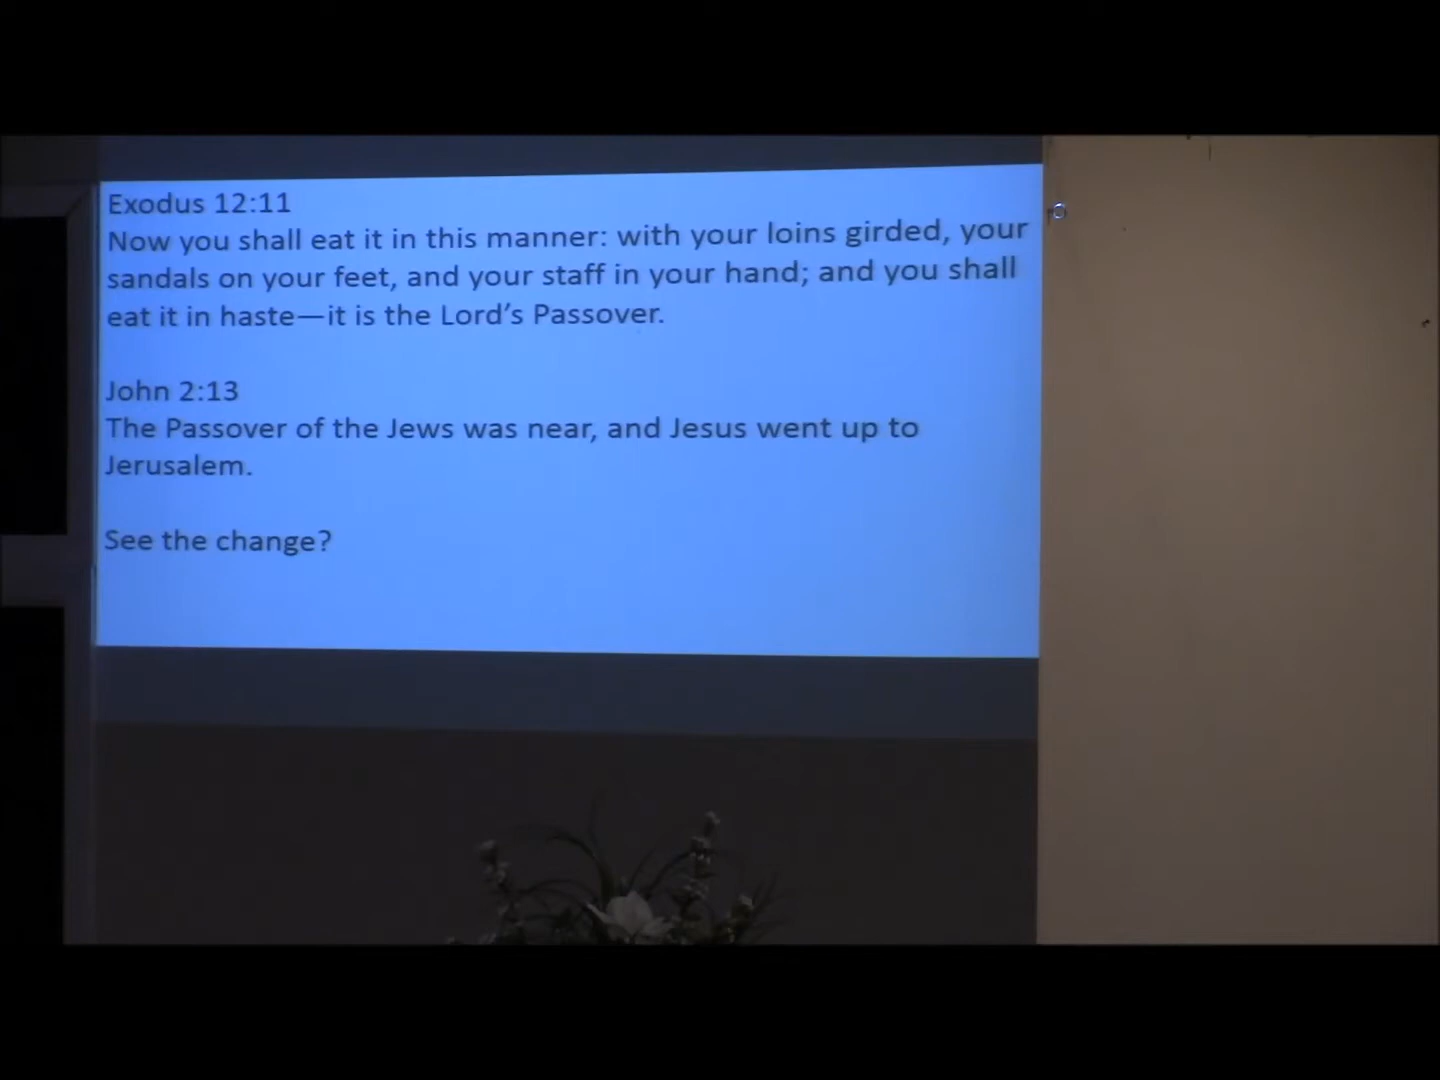 Exodus 12:11
Now you shall eat it in this manner: with your loins girded, your
sandals on your feet, and your staff in your hand; and you shall
eat it in haste—it is the Lord’s Passover.
John 2:13
The Passover of the Jews was near, and Jesus went up to
Jerusalem.
See the change?